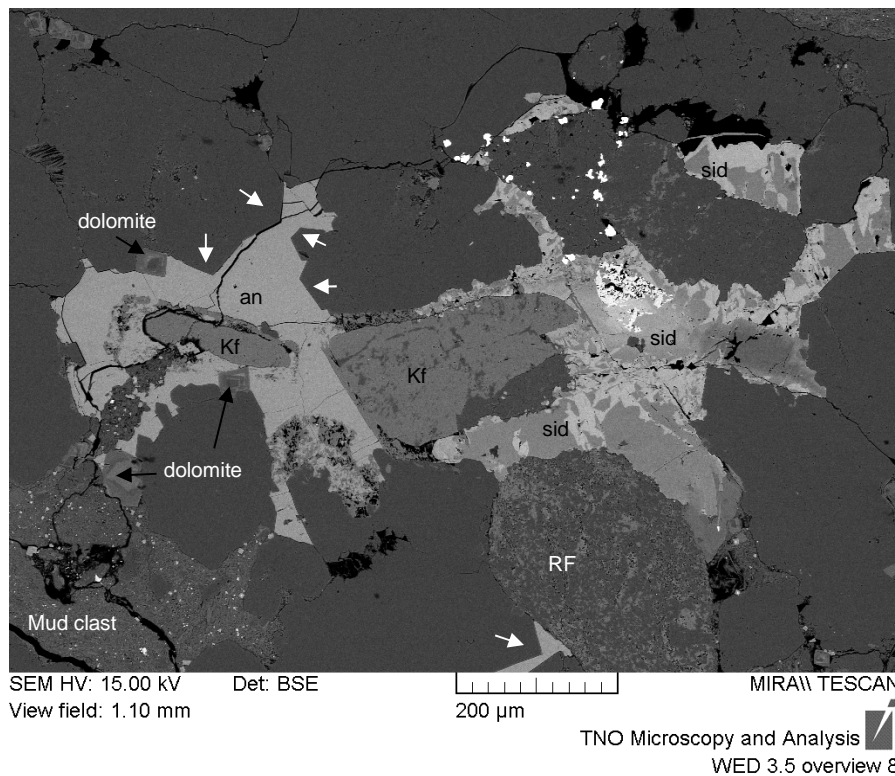 sid
dolomite
an
Kf
sid
Kf
sid
dolomite
RF
Mud clast
SEM HV: 15.00 kV Det: BSE MIRA\\ TESCAN
View field: 1.10 mm 200 µm
TNO Microscopy and Analysis
WED 3.5 overview 8